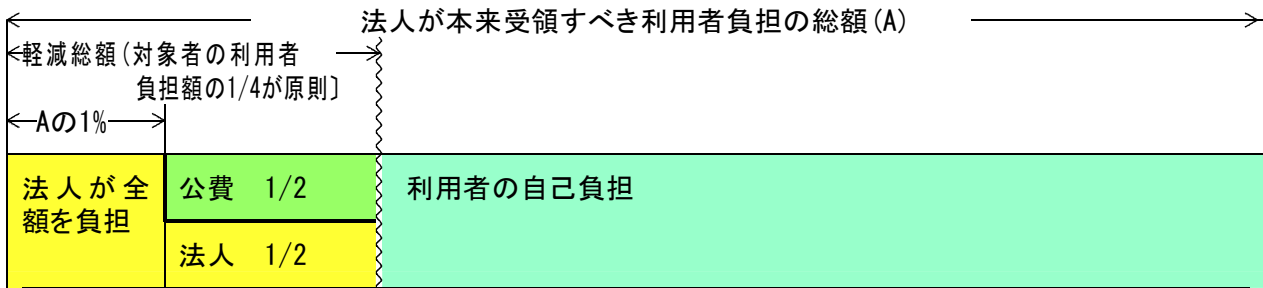 法人が本来受領すべき利用者負担の総額(A)
軽減総額(対象者の利用者
負担額の1/4が原則〕
Aの1%
法人が全
額を負担
公費 1/2
法人 1/2
利用者の自己負担